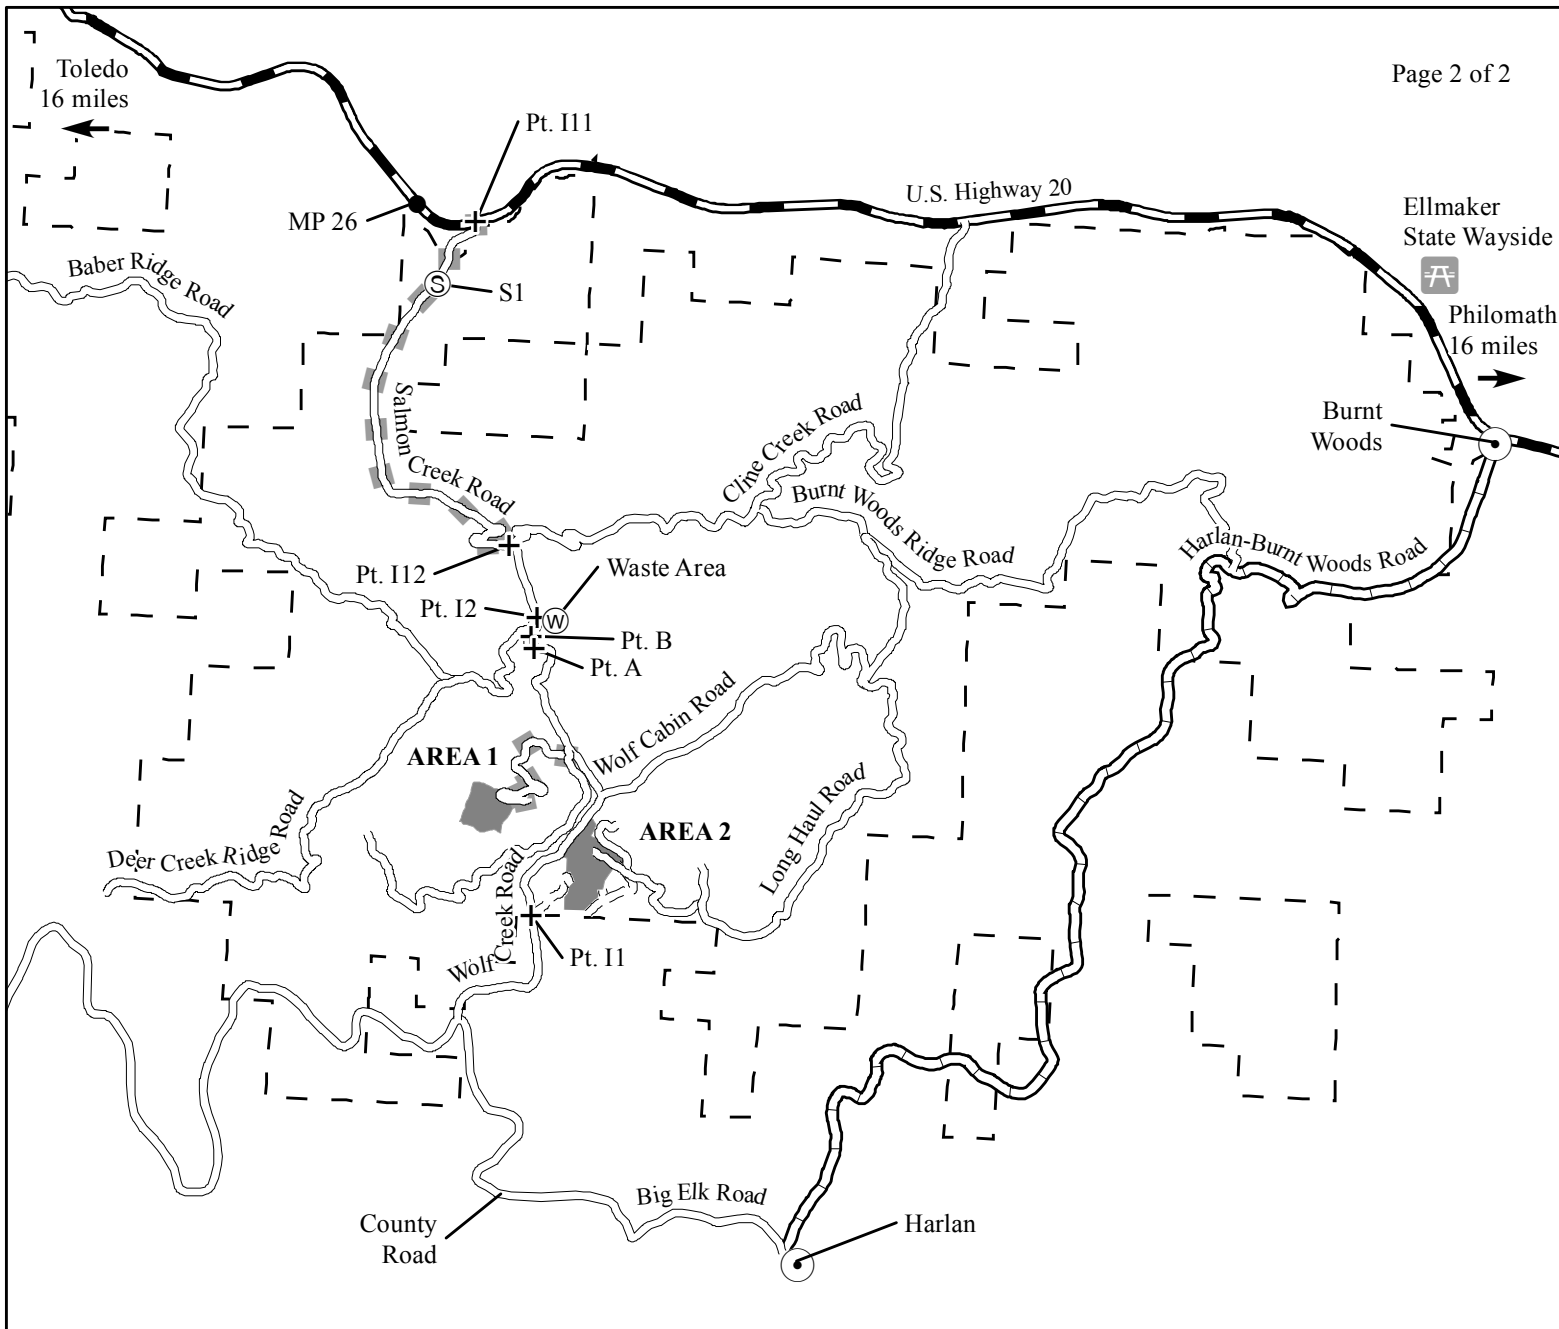 Page 2 of 2
Toledo
16 miles
Pt. I11
MP 26
U.S. Highway 20
Ellmaker
State Wayside
Baber Ridge Road
S
S1
Philomath
16 miles
Salmon
Creek Road
Cline Creek Road
Burnt
Woods
Burnt Woods Ridge Road
Harlan-Burnt Woods Road
Pt. I12
Waste Area
Pt. I2
W
Pt. B
Pt. A
Wolf Cabin Road
AREA 1
AREA 2
Long Haul Road
Deer Creek Ridge Road
Wolf
Creek Road
Pt. I1
Big Elk Road
County
Road
Harlan